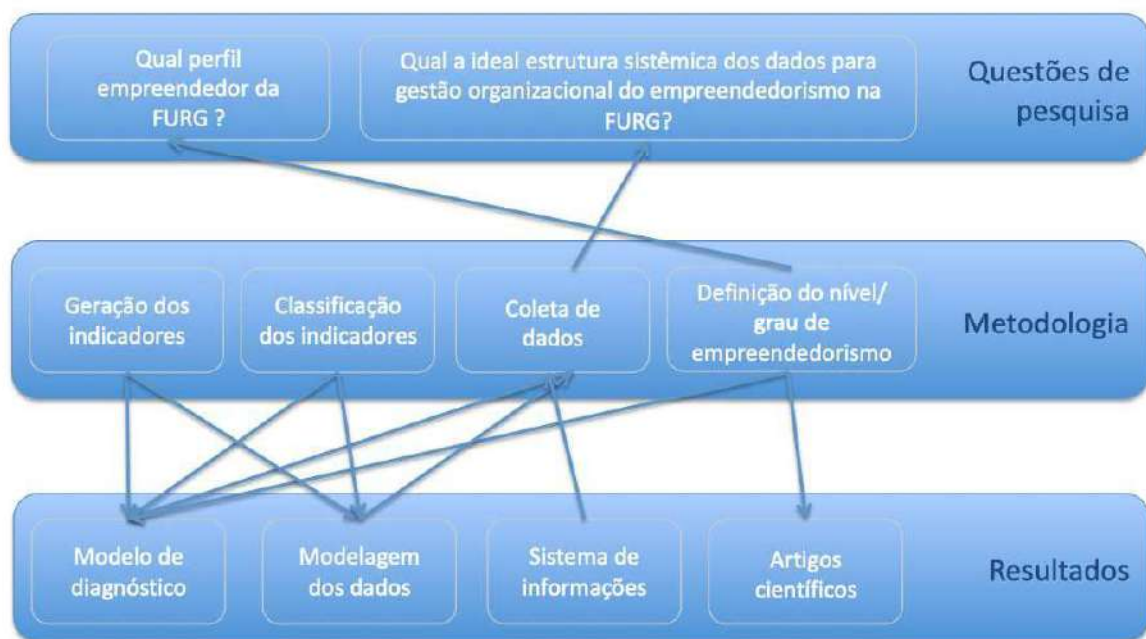 Qual perfil
empreendedor da
FURG ?
Qual a ideal estrutura sistêmica dos dados para
gestão organizacional do empreendedorismo na
FURG?
Questões de
pesquisa
Geração dos
indicadores
Classificação
dos indicadores
Coleta de
dados
Definição do nível/
grau de
empreendedorismo
Metodologia
Modelo de
diagnóstico
Modelagem
dos dados
Sistema de
informações
Artigos
científicos
Resultados